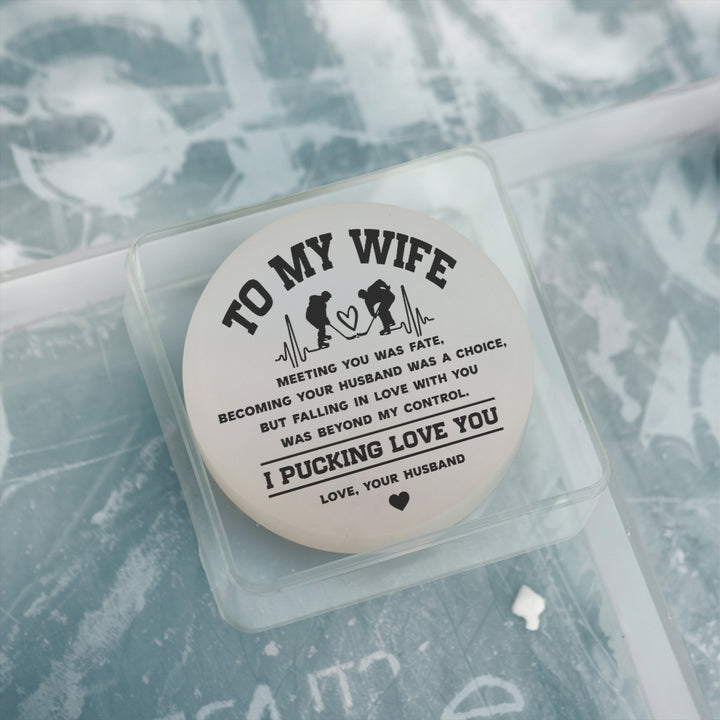 TO MY WIFE
MEETING YOU WAS FATE,
BECOMING YOUR HUSBAND WAS A CHOICE,
BUT FALLING IN LOVE WITH YOU
WAS BEYOND MY CONTROL.
I PUCKING LOVE YOU
LOVE, YOUR HUSBAND